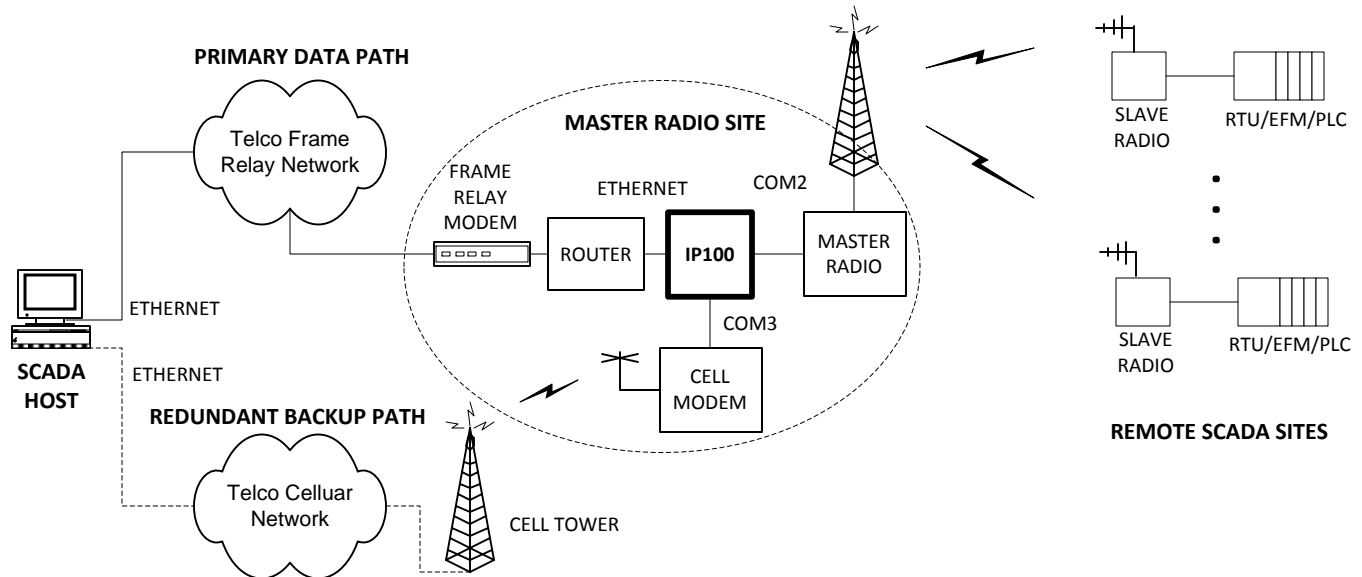 PRIMARY DATA PATH
Telco Frame
Relay Network
MASTER RADIO SITE
FRAME
RELAY
MODEM
ETHERNET
COM2
ROUTER
IP100
MASTER
RADIO
COM3
CELL
MODEM
ETHERNET
SCADA
HOST
ETHERNET
REDUNDANT BACKUP PATH
Telco Celluar
Network
CELL TOWER
SLAVE
RADIO
RTU/EFM/PLC
SLAVE
RADIO
RTU/EFM/PLC
REMOTE SCADA SITES